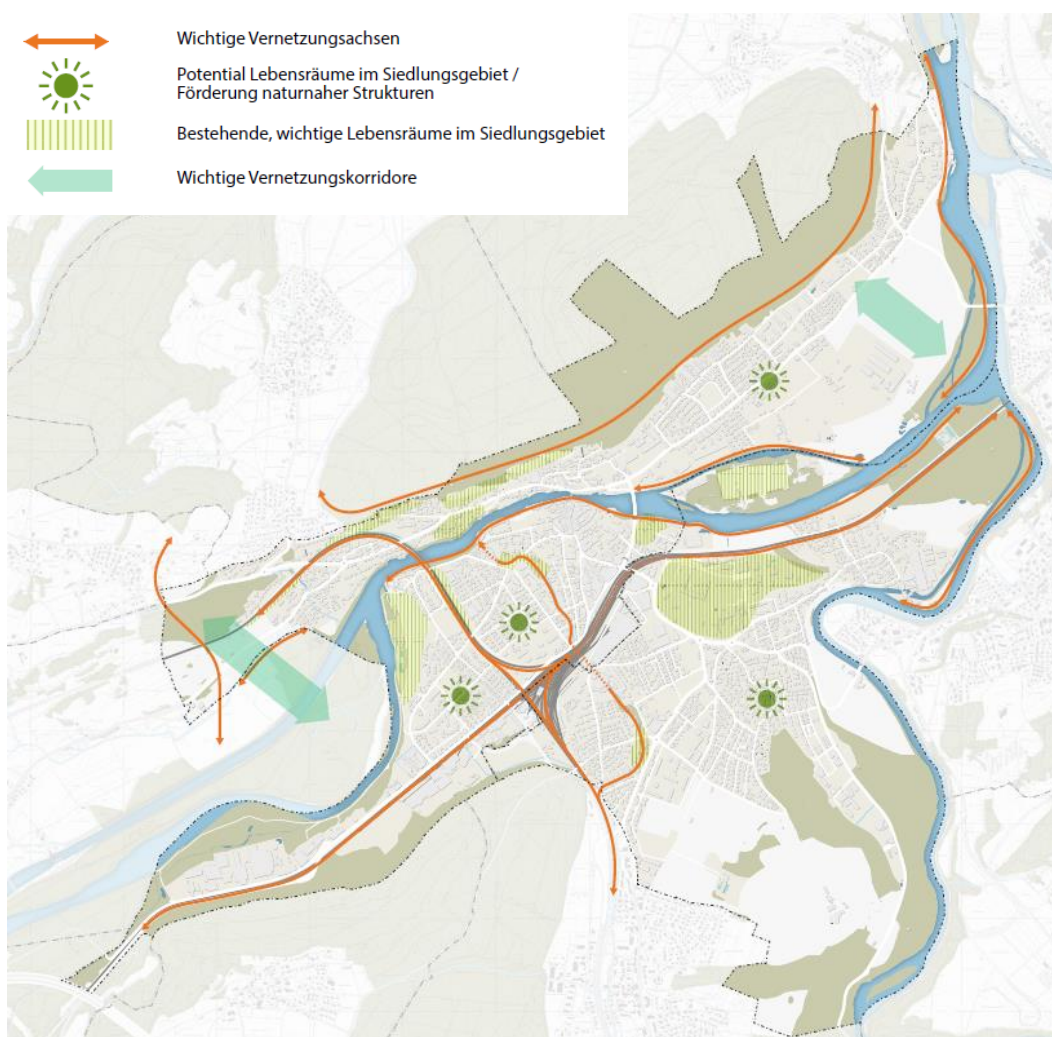 Wichtige Vernetzungsachsen
Potential Lebensräume im Siedlungsgebiet /
Förderung naturnaher Strukturen
Bestehende, wichtige Lebensräume im Siedlungsgebiet
Wichtige Vernetzungskorridore